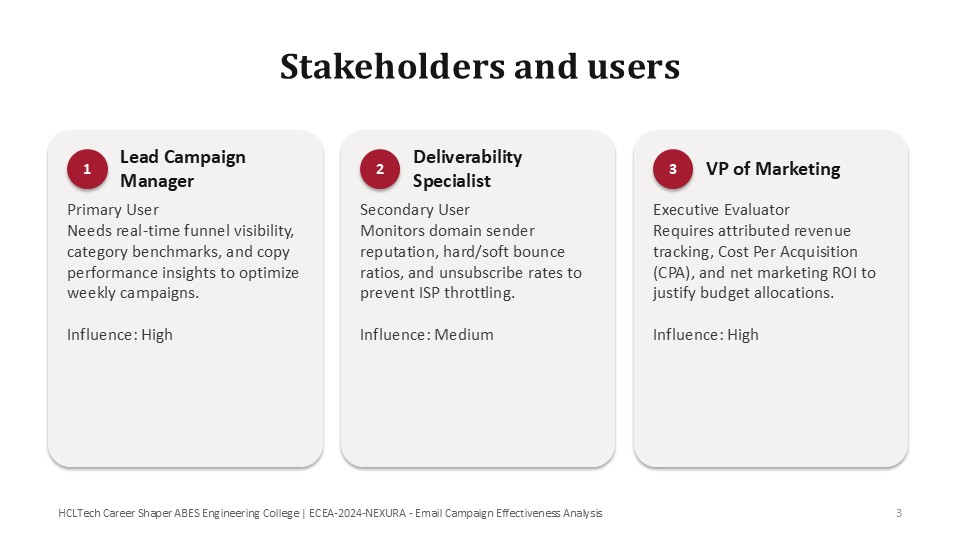 Stakeholders and users
1
Lead Campaign
Manager
Primary User
Needs real-time funnel visibility,
category benchmarks, and copy
performance insights to optimize
weekly campaigns.
Influence: High
2
Deliverability
Specialist
Secondary User
Monitors domain sender
reputation, hard/soft bounce
ratios, and unsubscribe rates to
prevent ISP throttling.
Influence: Medium
3
VP of Marketing
Executive Evaluator
Requires attributed revenue
tracking, Cost Per Acquisition
(CPA), and net marketing ROI to
justify budget allocations.
Influence: High
HCLTech Career Shaper ABES Engineering College | ECEA-2024-NEXURA - Email Campaign Effectiveness Analysis
3